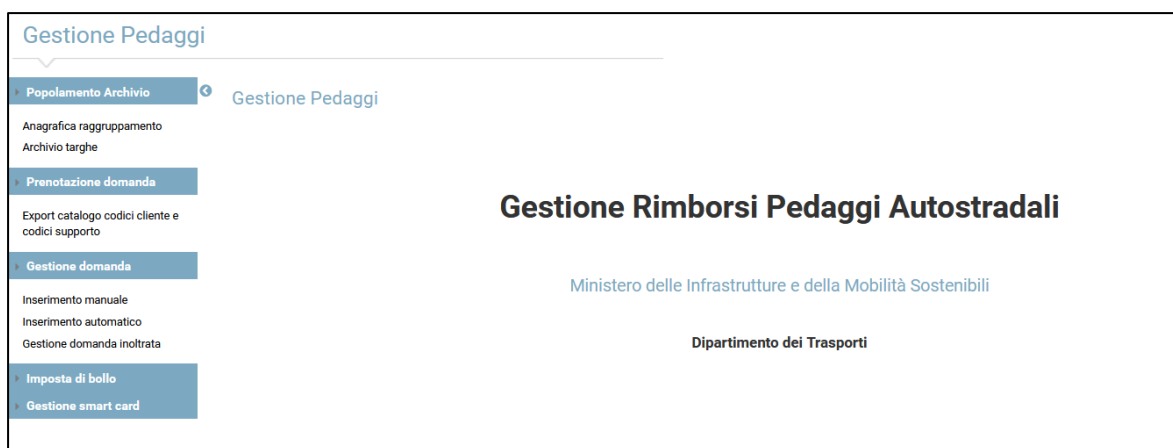 Gestione Pedaggi
Popolamento Archivio
Anagrafica raggruppamento
Archivio targhe
Prenotazione domanda
Export catalogo codici cliente e
codici supporto
Gestione domanda
Inserimento manuale
Inserimento automatico
Gestione domanda inoltrata
Imposta di bollo
Gestione smart card
Gestione Pedaggi
Gestione Rimborsi Pedaggi Autostradali
Ministero delle Infrastrutture e della Mobilità Sostenibili
Dipartimento dei Trasporti